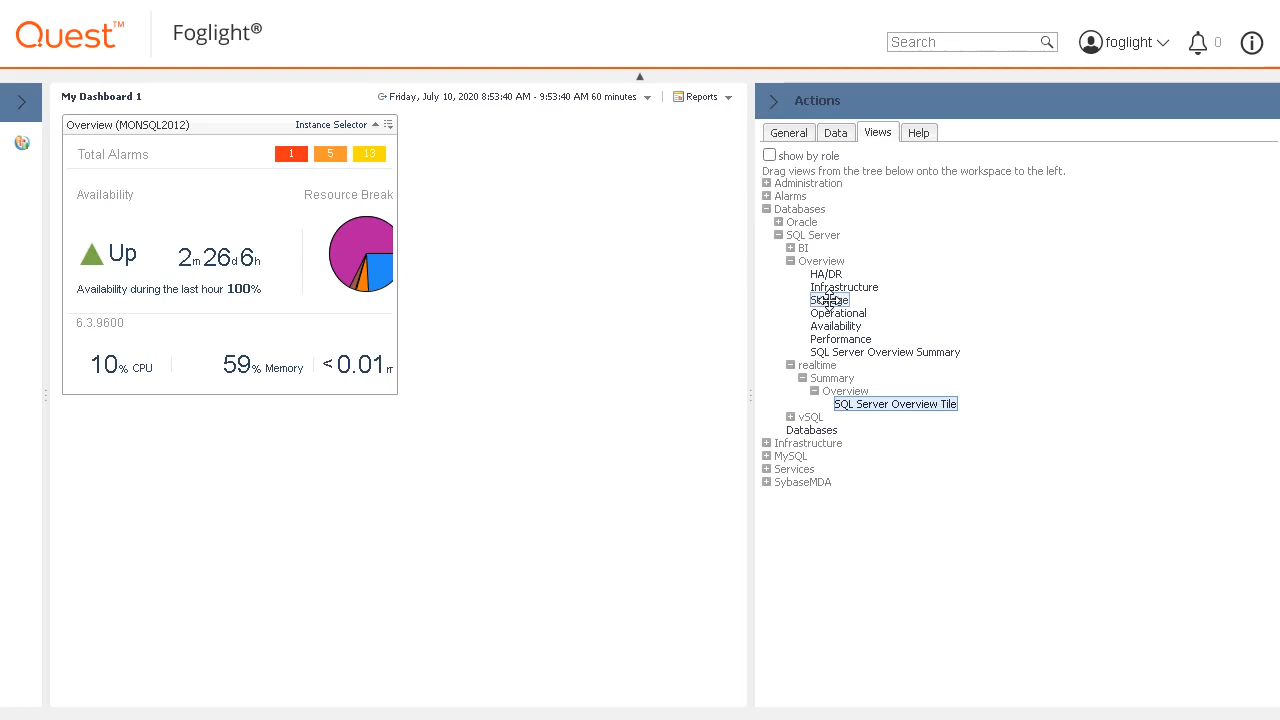 Quest™
Foglight®
Search
foglight
0
My Dashboard 1
Friday, July 10, 2020 8:53:40 AM - 9:53:40 AM 60 minutes
Reports
Actions
Overview (MONSQL2012)
Instance Selector
Total Alarms
1
5
13
Availability
Resource Break
Up
2m 26d 6h
Availability during the last hour 100%
6.3.9600
10% CPU
59% Memory
< 0.01
General
Data
Views
Help
show by role
Drag views from the tree below onto the workspace to the left.
Administration
Alarms
Databases
Oracle
SQL Server
BI
Overview
HA/DR
Infrastructure
Operational
Availability
Performance
SQL Server Overview Summary
realtime
Summary
Overview
SQL Server Overview Tile
vSQL
Databases
Infrastructure
MySQL
Services
SybaseMDA